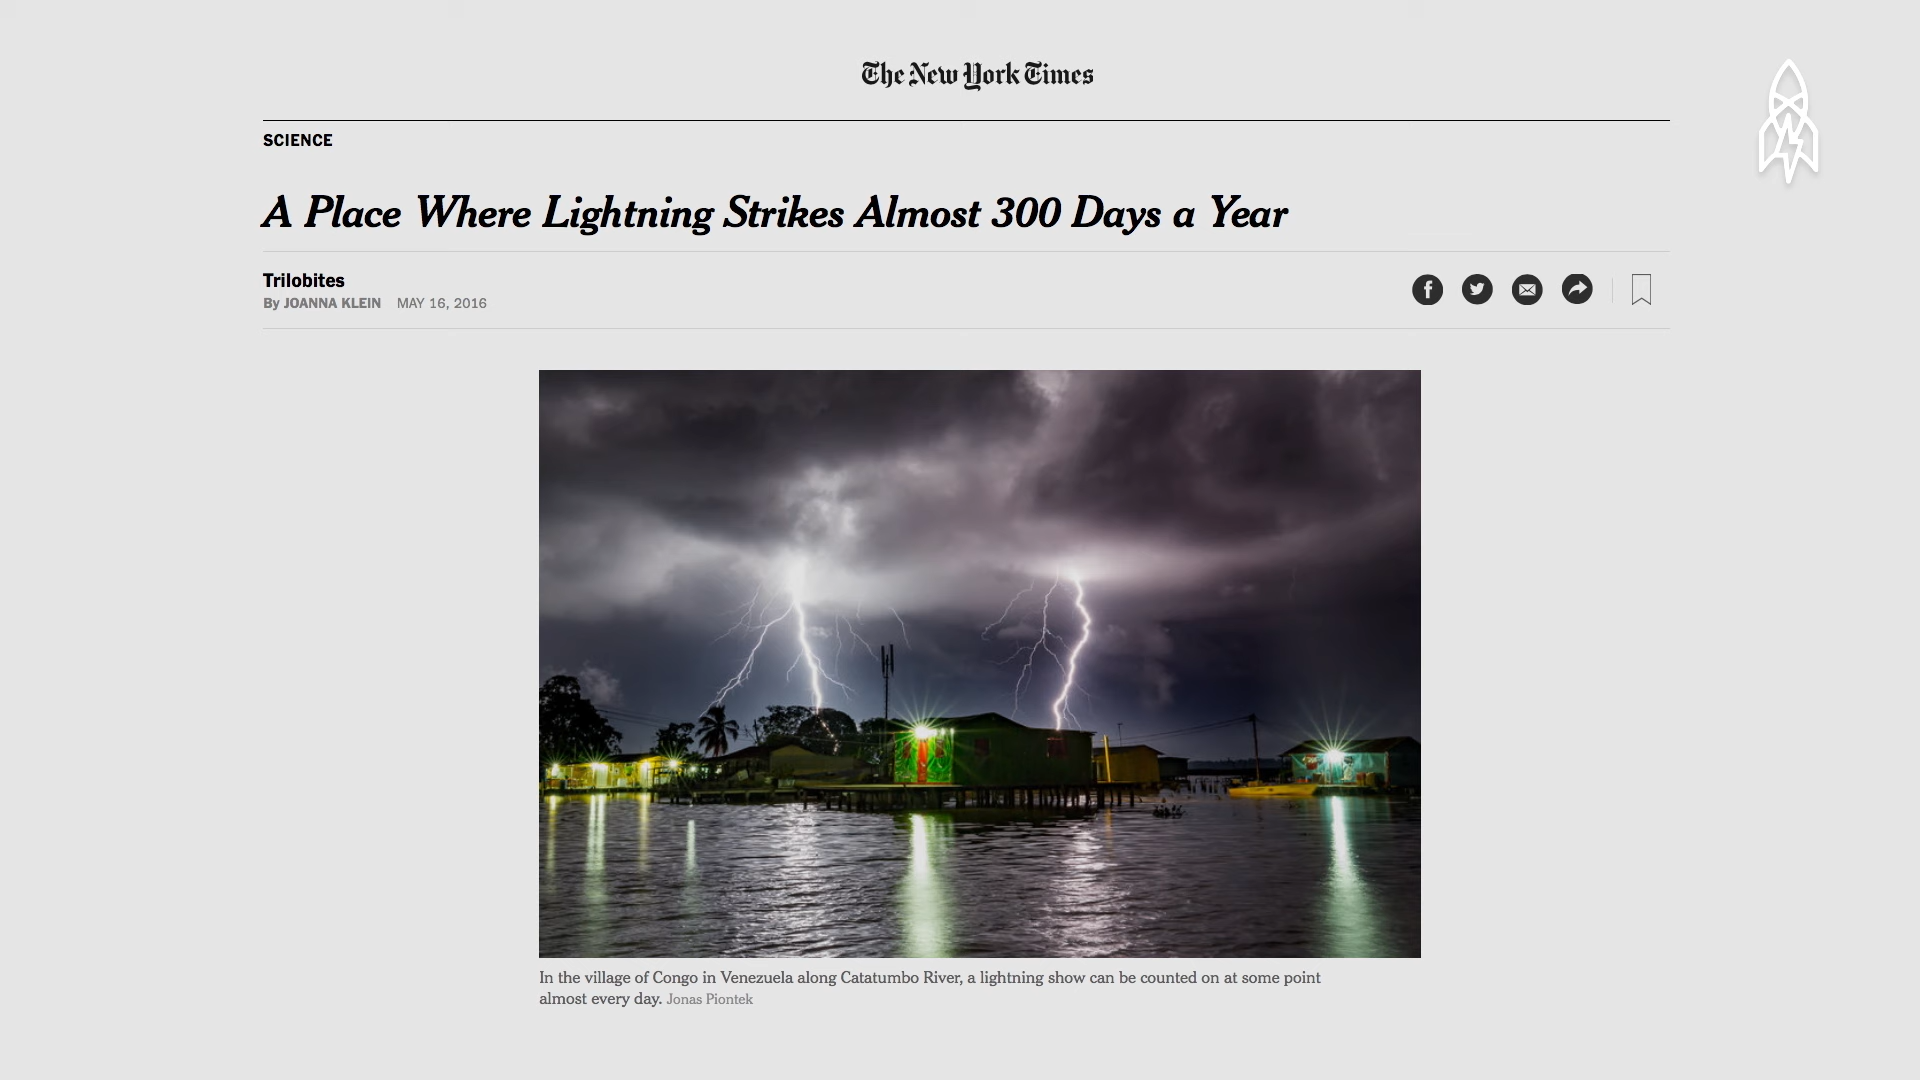 The New York Times
SCIENCE
A Place Where Lightning Strikes Almost 300 Days a Year
Trilobites
By JOANNA KLEIN MAY 16, 2016
In the village of Congo in Venezuela along Catatumbo River, a lightning show can be counted on at some point
almost every day. Jonas Piontek